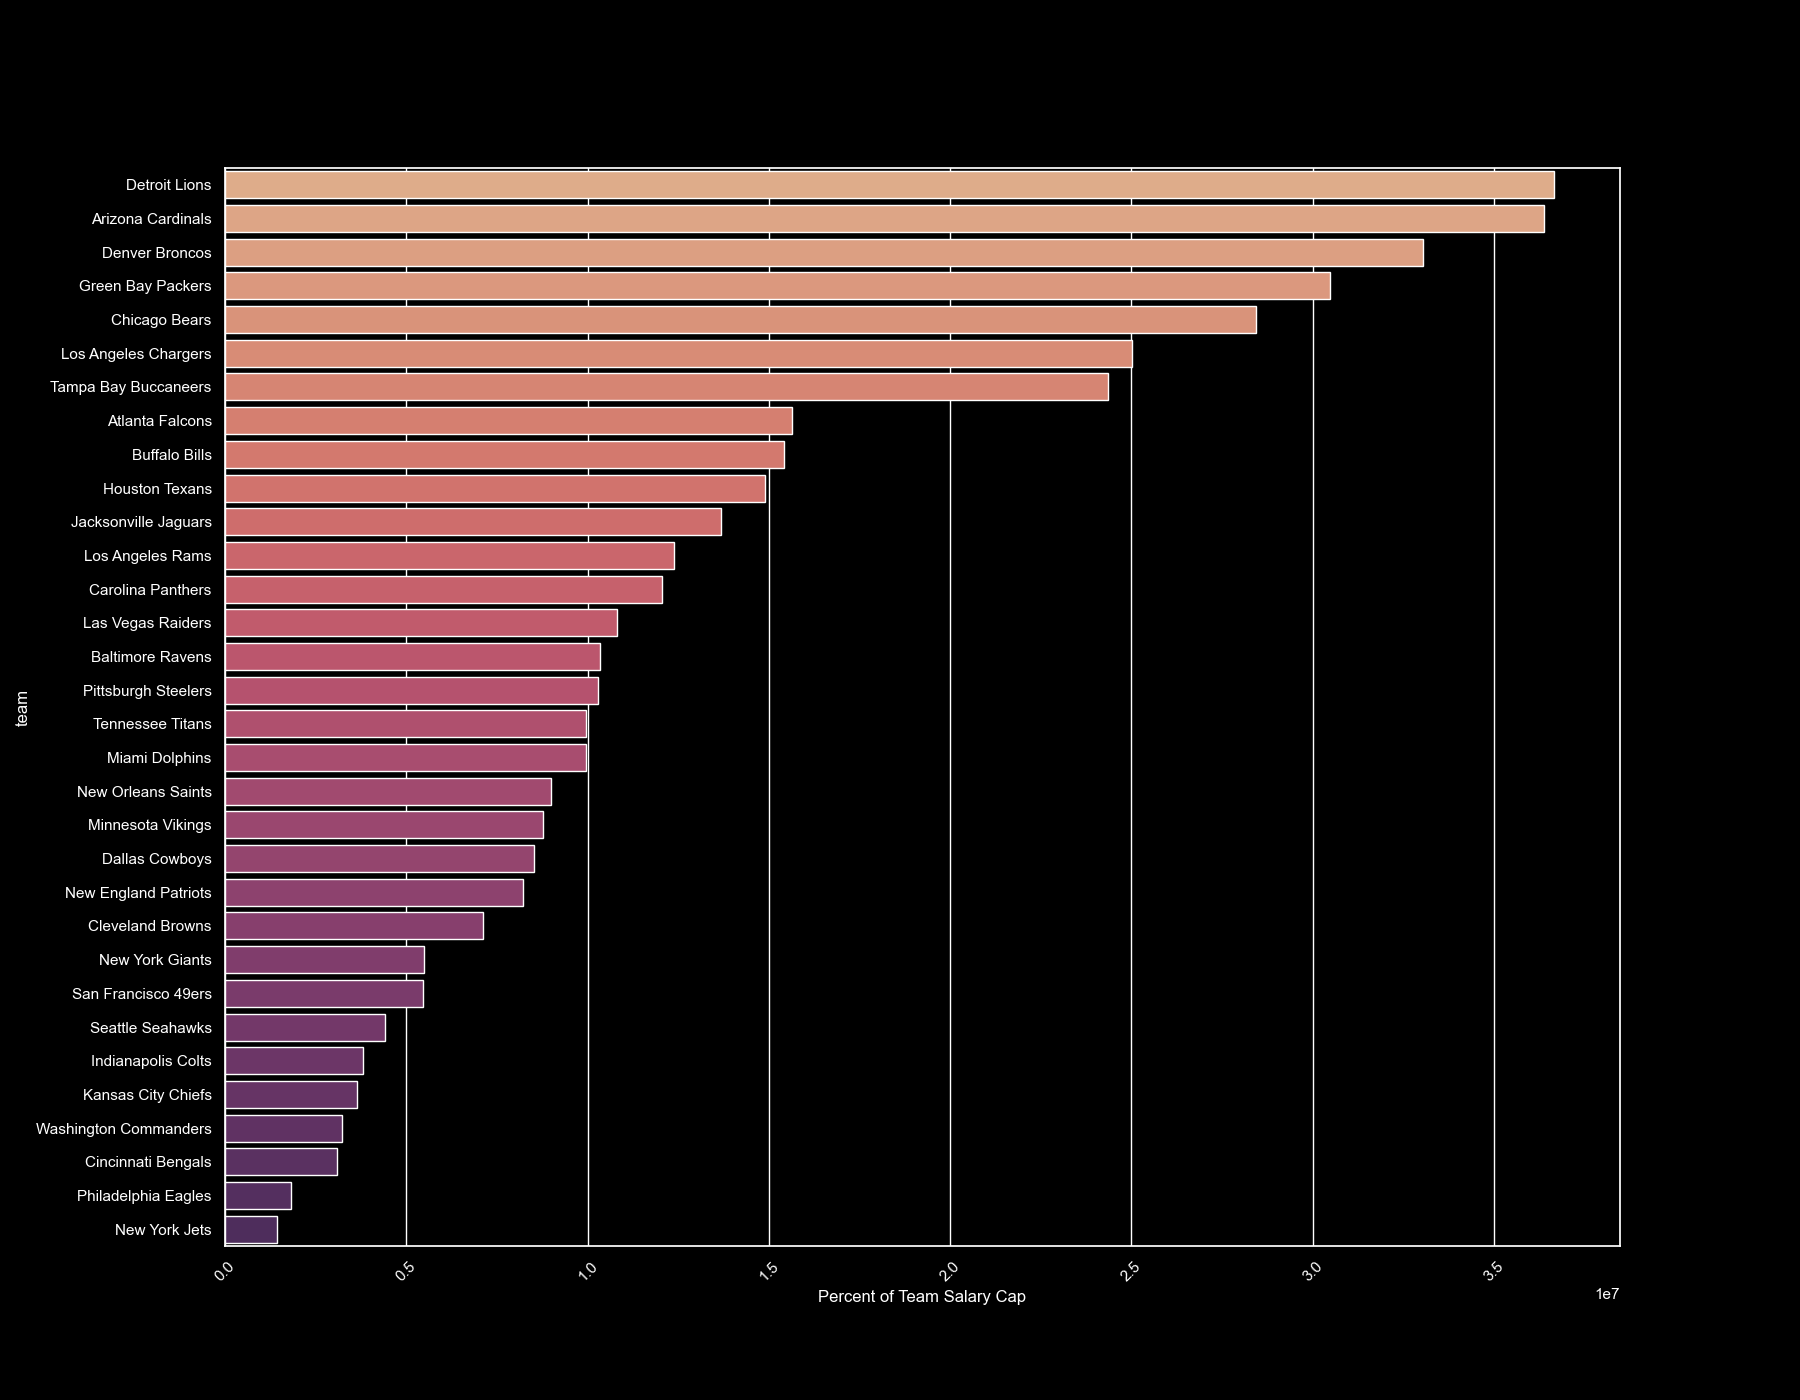 Detroit Lions
Arizona Cardinals
Denver Broncos
Green Bay Packers
Chicago Bears
Los Angeles Chargers
Tampa Bay Buccaneers
Atlanta Falcons
Buffalo Bills
Houston Texans
Jacksonville Jaguars
Los Angeles Rams
Carolina Panthers
Las Vegas Raiders
Baltimore Ravens
Pittsburgh Steelers
Tennessee Titans
Miami Dolphins
New Orleans Saints
Minnesota Vikings
Dallas Cowboys
New England Patriots
Cleveland Browns
New York Giants
San Francisco 49ers
Seattle Seahawks
Indianapolis Colts
Kansas City Chiefs
Washington Commanders
Cincinnati Bengals
Philadelphia Eagles
New York Jets
team
0.0 0.5 1.0 1.5 2.0 2.5 3.0 3.5
1e7
Percent of Team Salary Cap